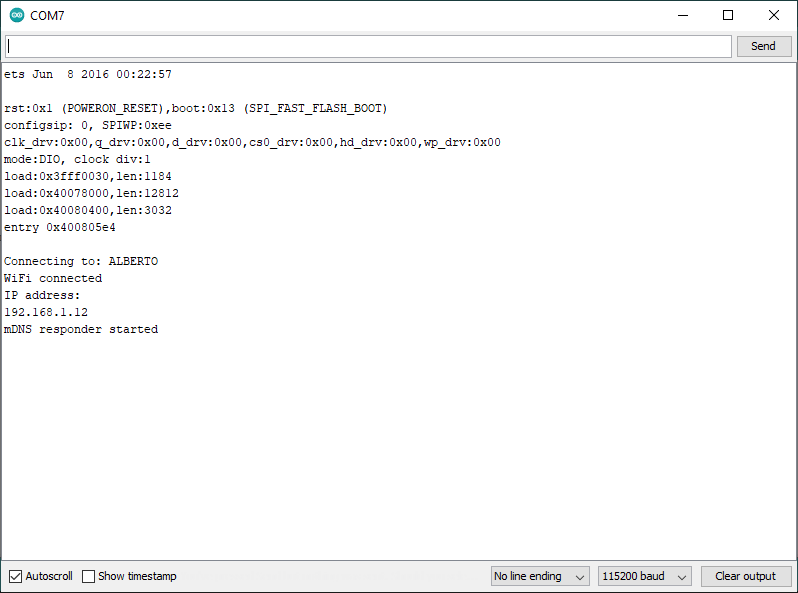 COM7
Send
ets Jun  8 2016 00:22:57
rst:0x1 (POWERON_RESET),boot:0x13 (SPI_FAST_FLASH_BOOT)
configsip: 0, SPIWP:0xee
clk_drv:0x00,q_drv:0x00,d_drv:0x00,cs0_drv:0x00,hd_drv:0x00,wp_drv:0x00
mode:DIO, clock div:1
load:0x3fff0030,len:1184
load:0x40078000,len:12812
load:0x40080400,len:3032
entry 0x400805e4
Connecting to: ALBERTO
WiFi connected
IP address:
192.168.1.12
mDNS responder started
Autoscroll Show timestamp No line ending 115200 baud Clear output